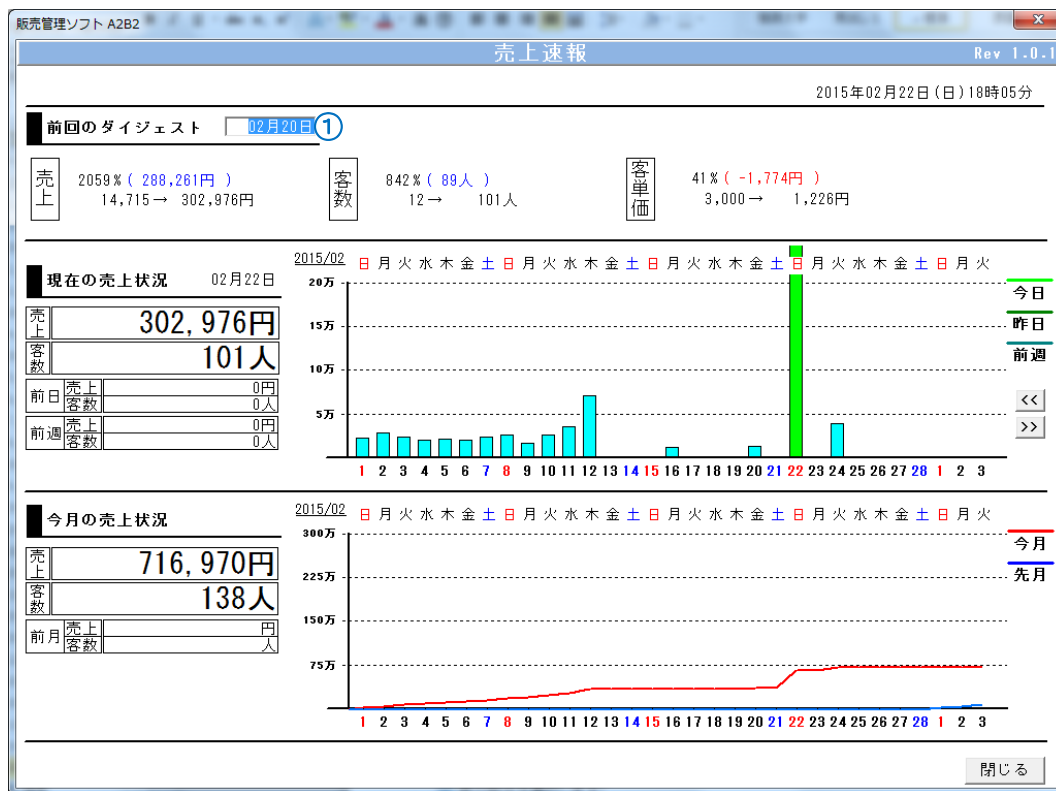 販売管理ソフト A2B2
売上速報
Rev 1.0.1
2015年02月22日(日)18時05分
前回のダイジェスト 02月20日 ①
売上 2059%( 288,261円 )
14,715→ 302,976円
客数 842%( 89人 )
12→ 101人
客単価 41%( -1,774円 )
3,000→ 1,226円
現在の売上状況 02月22日
売上 302,976円
客数 101人
前日 売上 0円
客数 0人
前週 売上 0円
客数 0人
2015/02 日 月 火 水 木 金 土 日 月 火 水 木 金 土 日 月 火 水 木 金 土 日 月 火 水 木 金 土 日 月 火
20万
15万
10万
5万
1 2 3 4 5 6 7 8 9 10 11 12 13 14 15 16 17 18 19 20 21 22 23 24 25 26 27 28 1 2 3
今日
昨日
前週
<<
>>
今月の売上状況
売上 716,970円
客数 138人
前月 売上 円
客数 人
2015/02 日 月 火 水 木 金 土 日 月 火 水 木 金 土 日 月 火 水 木 金 土 日 月 火 水 木 金 土 日 月 火
300万
225万
150万
75万
1 2 3 4 5 6 7 8 9 10 11 12 13 14 15 16 17 18 19 20 21 22 23 24 25 26 27 28 1 2 3
今月
先月
閉じる